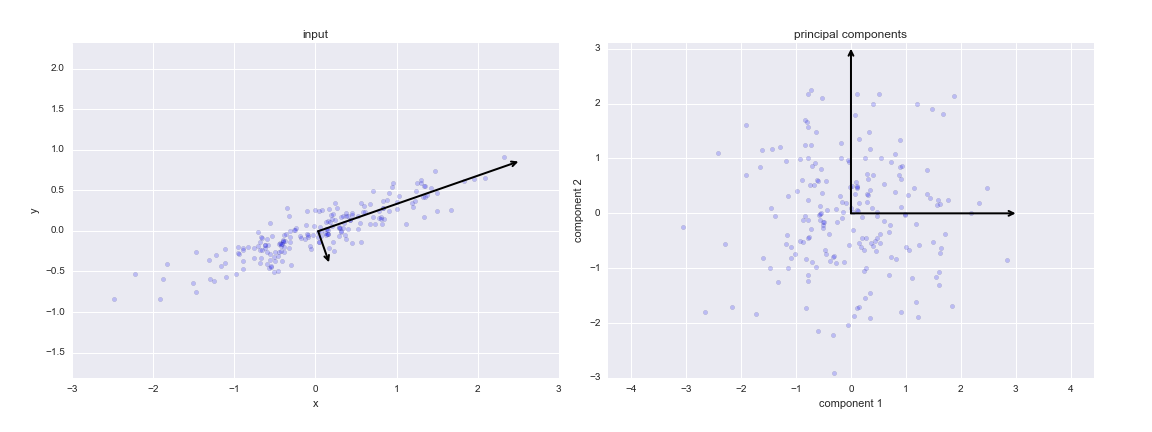 input
2.0
1.5
1.0
0.5
0.0
−0.5
−1.0
−1.5
y
−3 −2 −1 0 1 2 3
x
principal components
3
2
1
0
−1
−2
−3
component 2
−4 −3 −2 −1 0 1 2 3 4
component 1